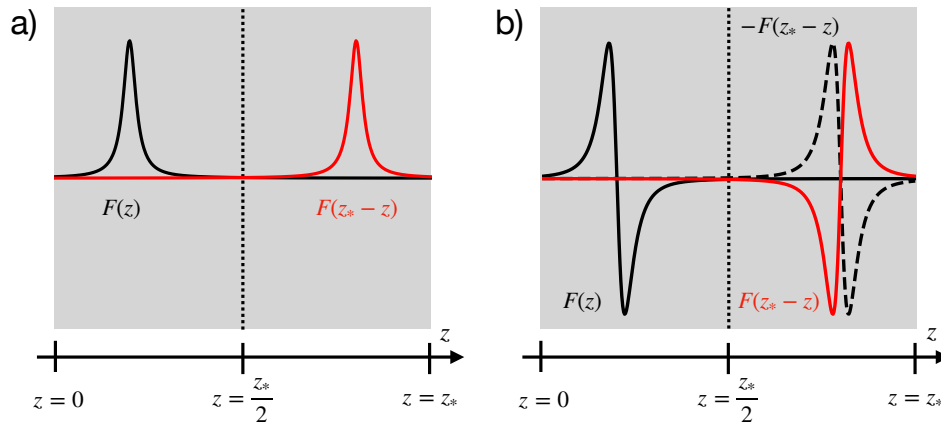 a)
F(z)
F(z* − z)
z
z = 0
z = z*/2
z = z*
b)
−F(z* − z)
F(z)
F(z* − z)
z
z = 0
z = z*/2
z = z*